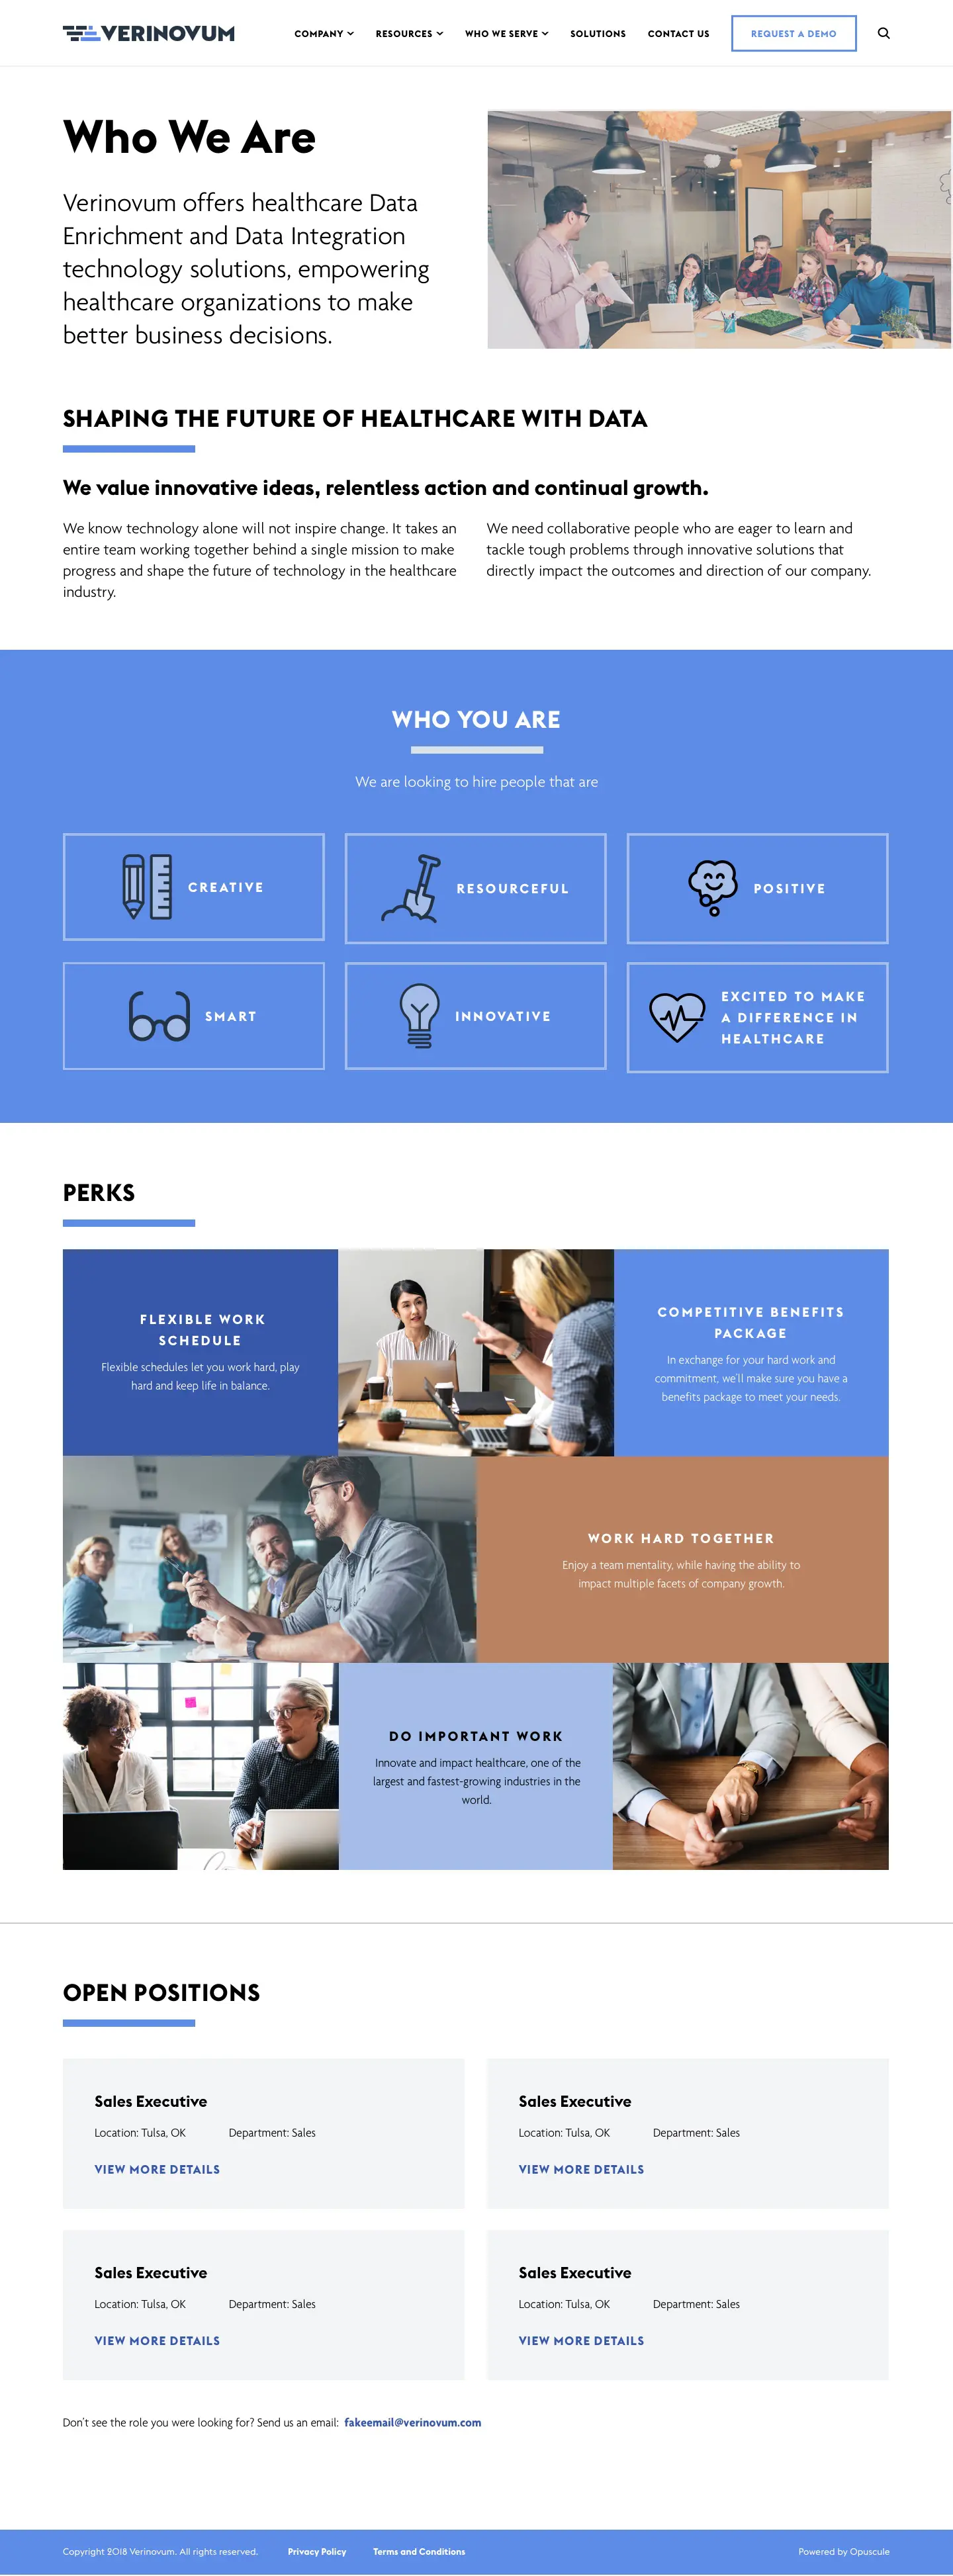 VERINOVUM
COMPANY
RESOURCES
WHO WE SERVE
SOLUTIONS
CONTACT US
REQUEST A DEMO
Who We Are
Verinovum offers healthcare Data
Enrichment and Data Integration
technology solutions, empowering
healthcare organizations to make
better business decisions.
SHAPING THE FUTURE OF HEALTHCARE WITH DATA
We value innovative ideas, relentless action and continual growth.
We know technology alone will not inspire change. It takes an
entire team working together behind a single mission to make
progress and shape the future of technology in the healthcare
industry.
We need collaborative people who are eager to learn and
tackle tough problems through innovative solutions that
directly impact the outcomes and direction of our company.
WHO YOU ARE
We are looking to hire people that are
CREATIVE
RESOURCEFUL
POSITIVE
SMART
INNOVATIVE
EXCITED TO MAKE
A DIFFERENCE IN
HEALTHCARE
PERKS
FLEXIBLE WORK
SCHEDULE
Flexible schedules let you work hard, play
hard and keep life in balance.
COMPETITIVE BENEFITS
PACKAGE
In exchange for your hard work and
commitment, we'll make sure you have a
benefits package to meet your needs.
WORK HARD TOGETHER
Enjoy a team mentality, while having the ability to
impact multiple facets of company growth.
DO IMPORTANT WORK
Innovate and impact healthcare, one of the
largest and fastest-growing industries in the
world.
OPEN POSITIONS
Sales Executive
Location: Tulsa, OK
Department: Sales
VIEW MORE DETAILS
Sales Executive
Location: Tulsa, OK
Department: Sales
VIEW MORE DETAILS
Sales Executive
Location: Tulsa, OK
Department: Sales
VIEW MORE DETAILS
Sales Executive
Location: Tulsa, OK
Department: Sales
VIEW MORE DETAILS
Don't see the role you were looking for? Send us an email: fakeemail@verinovum.com
Copyright 2018 Verinovum. All rights reserved.
Privacy Policy
Terms and Conditions
Powered by Opuscule